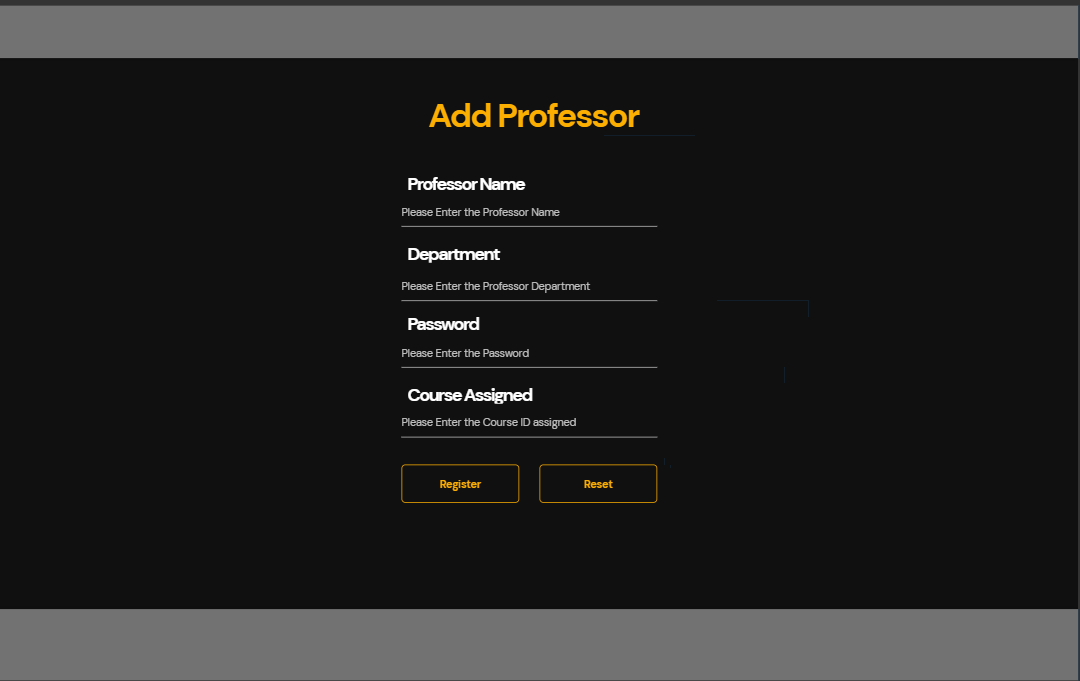 Add Professor
Professor Name
Please Enter the Professor Name
Department
Please Enter the Professor Department
Password
Please Enter the Password
Course Assigned
Please Enter the Course ID assigned
Register Reset